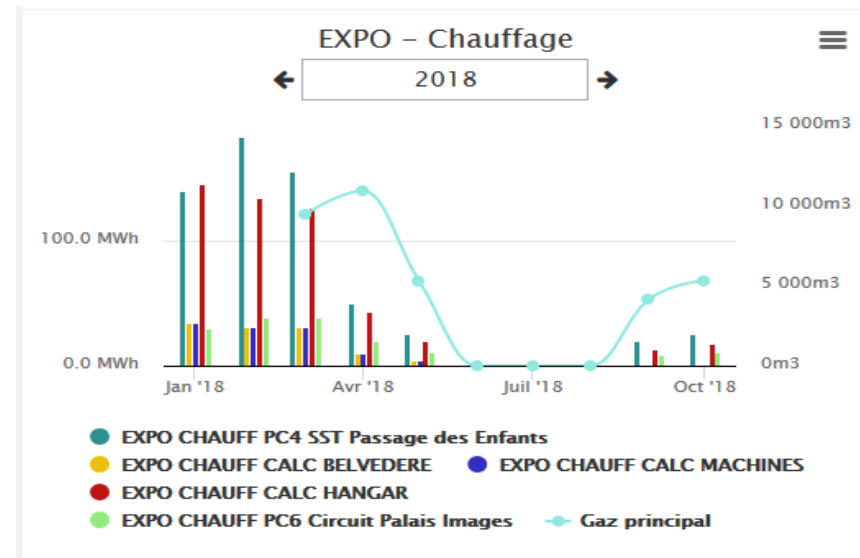 EXPO – Chauffage
2018
15 000m3
10 000m3
100.0 MWh
5 000m3
0.0 MWh
0m3
Jan '18 Avr '18 Juil '18 Oct '18
EXPO CHAUFF PC4 SST Passage des Enfants
EXPO CHAUFF CALC BELVEDERE EXPO CHAUFF CALC MACHINES
EXPO CHAUFF CALC HANGAR
EXPO CHAUFF PC6 Circuit Palais Images Gaz principal